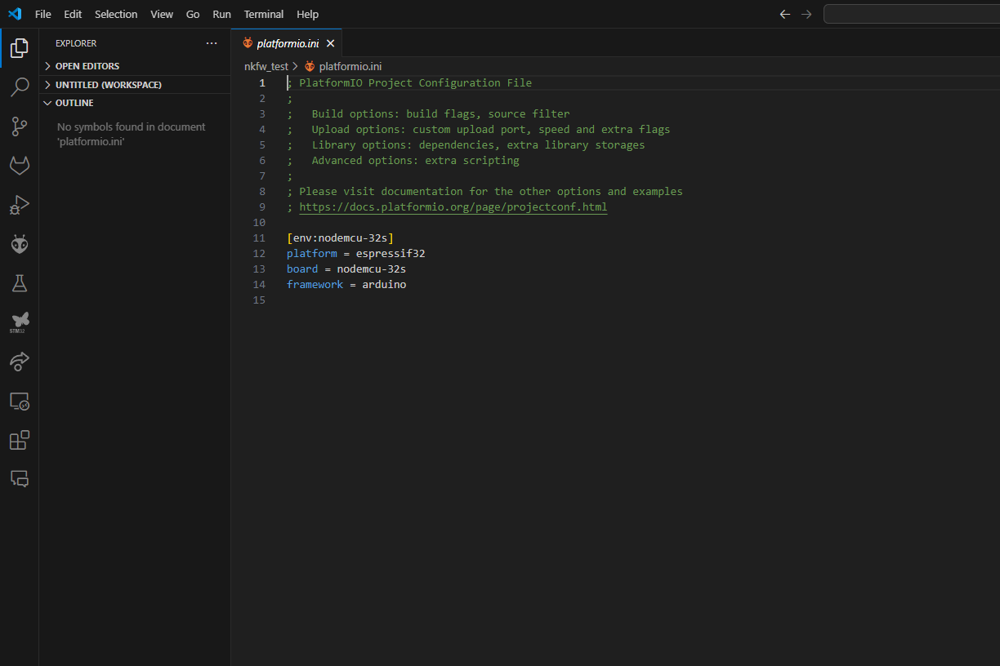 File Edit Selection View Go Run Terminal Help
EXPLORER
OPEN EDITORS
UNTITLED (WORKSPACE)
OUTLINE
No symbols found in document
'platformio.ini'
STM32
platformio.ini
nkfw_test > platformio.ini
1 ; PlatformIO Project Configuration File
2 ;
3 ;   Build options: build flags, source filter
4 ;   Upload options: custom upload port, speed and extra flags
5 ;   Library options: dependencies, extra library storages
6 ;   Advanced options: extra scripting
7 ;
8 ; Please visit documentation for the other options and examples
9 ; https://docs.platformio.org/page/projectconf.html
10
11 [env:nodemcu-32s]
12 platform = espressif32
13 board = nodemcu-32s
14 framework = arduino
15